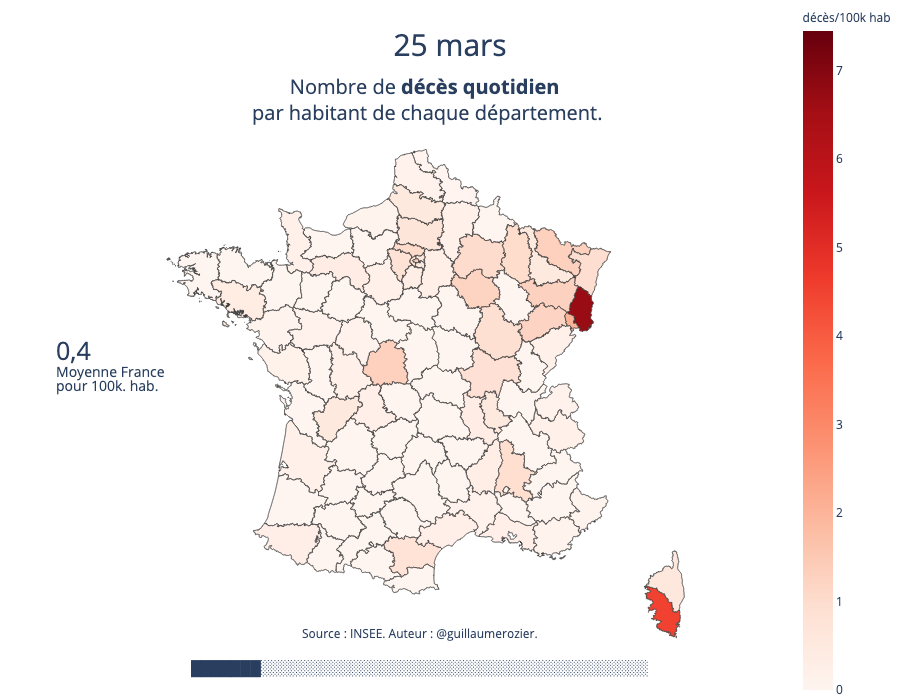 décès/100k hab
25 mars
Nombre de décès quotidien
par habitant de chaque département.
7
6
5
4
3
2
1
0
0,4
Moyenne France
pour 100k. hab.
Source : INSEE. Auteur : @guillaumerozier.